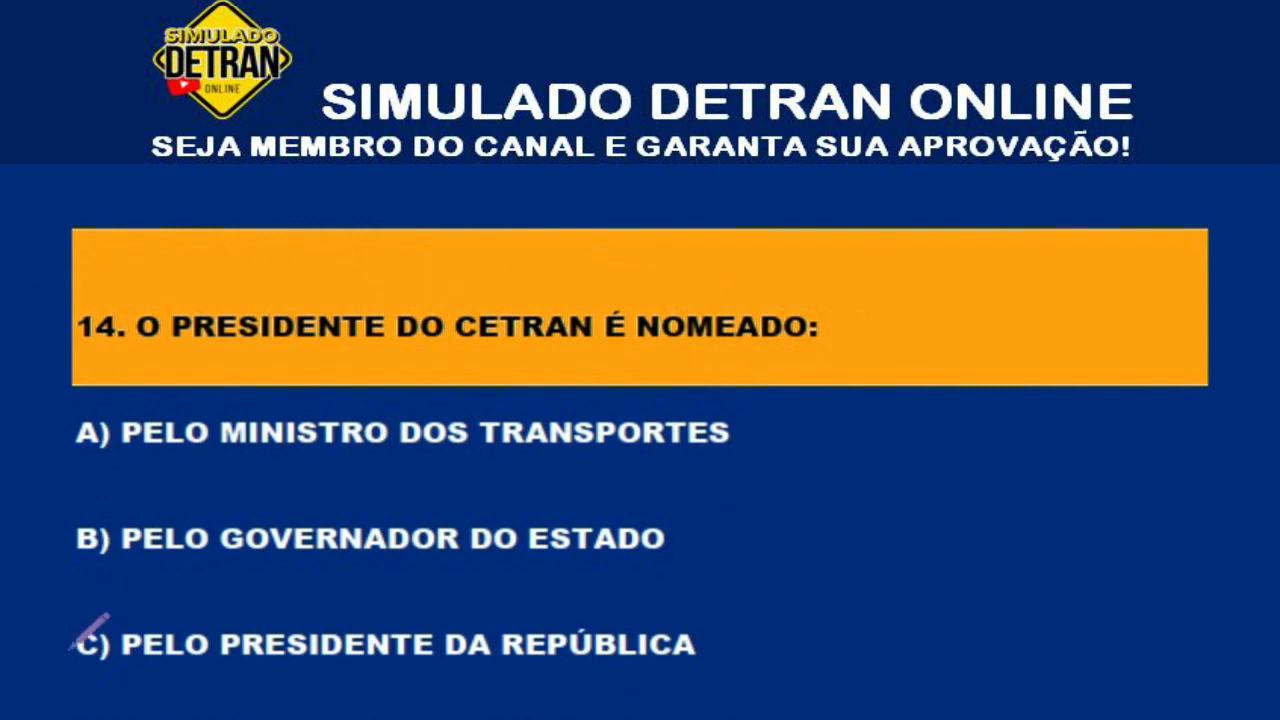 SIMULADO
DETRAN
ONLINE
SIMULADO DETRAN ONLINE
SEJA MEMBRO DO CANAL E GARANTA SUA APROVAÇÃO!
14. O PRESIDENTE DO CETRAN É NOMEADO:
A) PELO MINISTRO DOS TRANSPORTES
B) PELO GOVERNADOR DO ESTADO
C) PELO PRESIDENTE DA REPÚBLICA